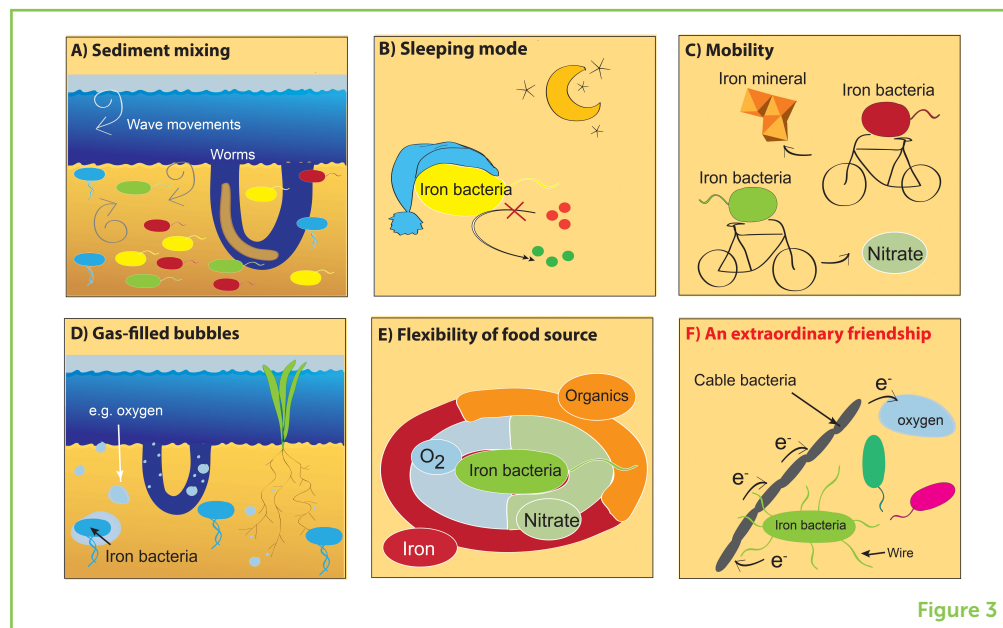 A) Sediment mixing
Wave movements
Worms
B) Sleeping mode
Iron bacteria
C) Mobility
Iron mineral
Iron bacteria
Iron bacteria
Nitrate
D) Gas-filled bubbles
e.g. oxygen
Iron bacteria
E) Flexibility of food source
Organics
O2
Iron bacteria
Nitrate
Iron
F) An extraordinary friendship
Cable bacteria
e-
oxygen
e-
e-
Iron bacteria
Wire
e-
Figure 3